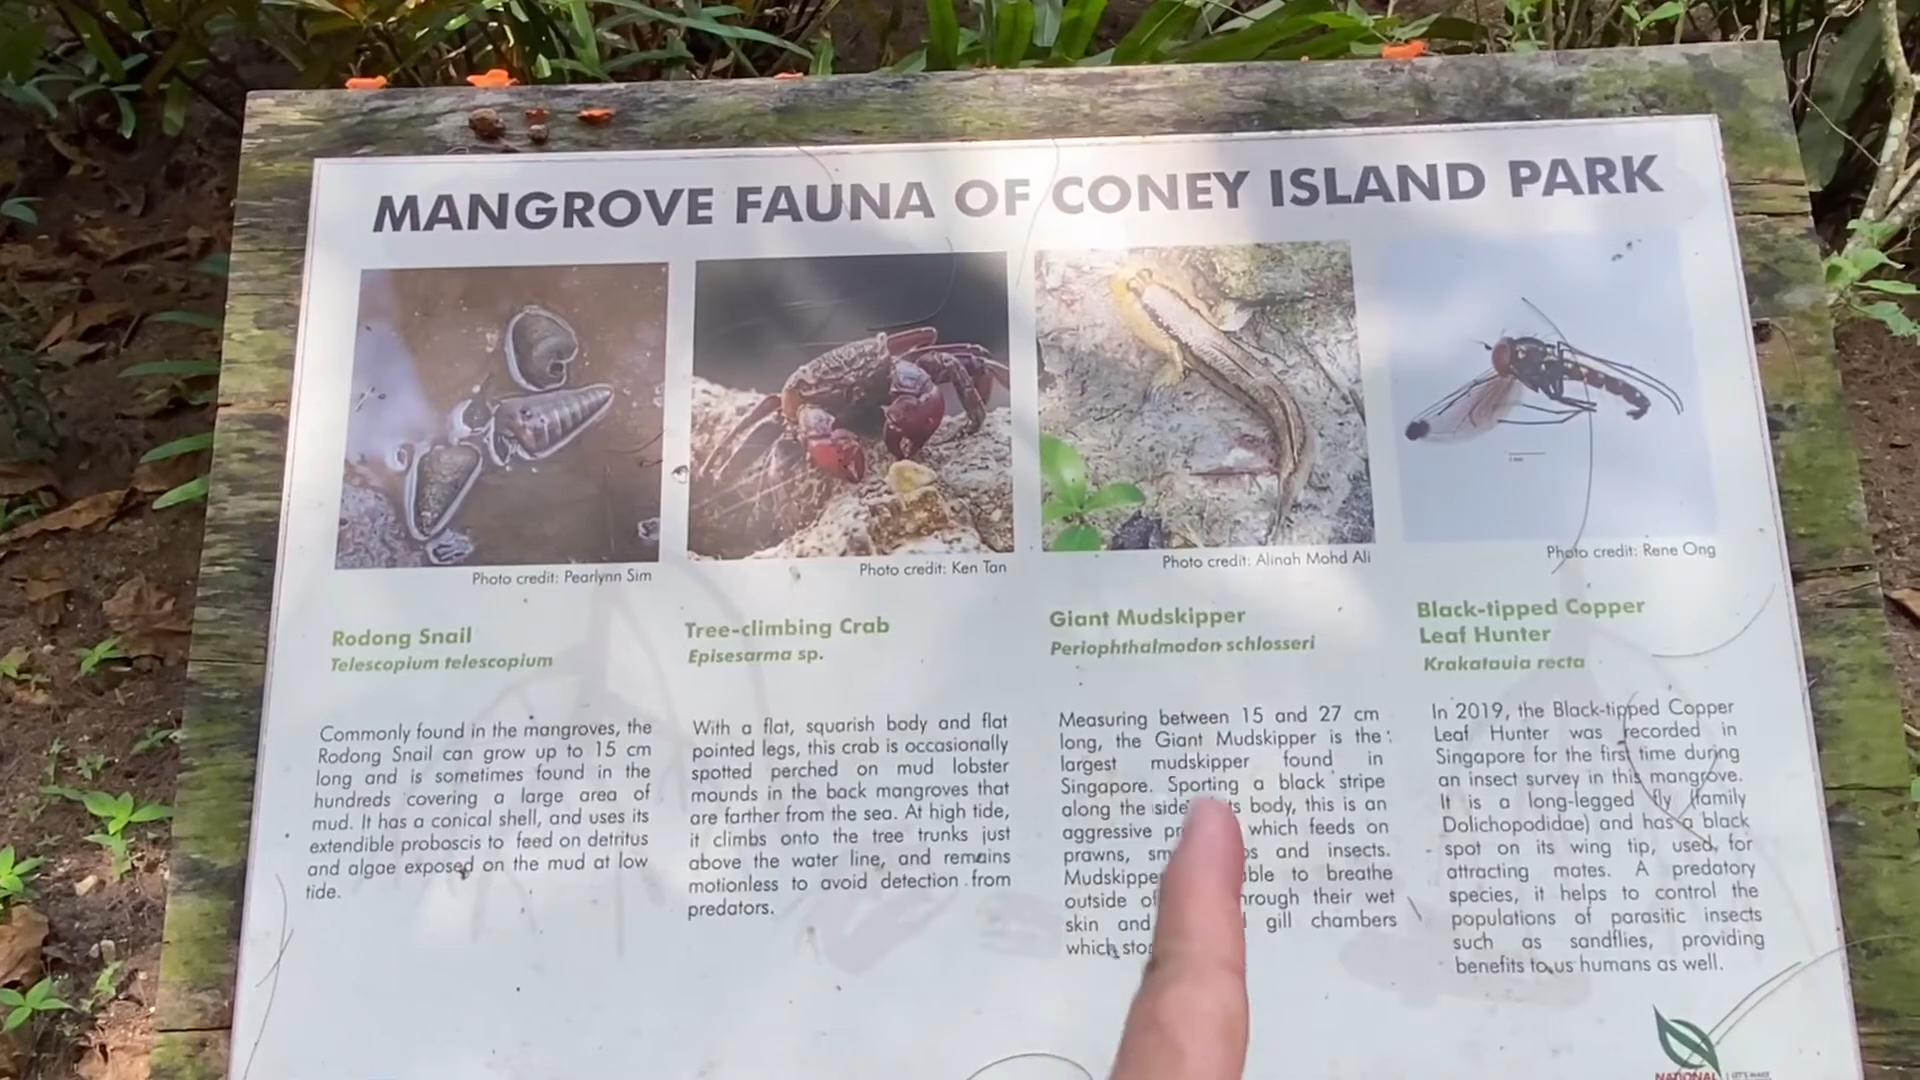 MANGROVE FAUNA OF CONEY ISLAND PARK
Photo credit: Pearlynn Sim
Rodong Snail
Telescopium telescopium
Commonly found in the mangroves, the
Rodong Snail can grow up to 15 cm
long and is sometimes found in the
hundreds covering a large area of
mud. It has a conical shell, and uses its
extendible proboscis to feed on detritus
and algae exposed on the mud at low
tide.
Photo credit: Ken Tan
Tree-climbing Crab
Episesarma sp.
With a flat, squarish body and flat
pointed legs, this crab is occasionally
spotted perched on mud lobster
mounds in the back mangroves that
are farther from the sea. At high tide,
it climbs onto the tree trunks just
above the water line, and remains
motionless to avoid detection from
predators.
Photo credit: Alinah Mohd Ali
Giant Mudskipper
Periophthalmodon schlosseri
Measuring between 15 and 27 cm
long, the Giant Mudskipper is the
largest mudskipper found in
Singapore. Sporting a black stripe
along the side its body, this is an
aggressive which feeds on
prawns, and insects.
to breathe
outside their wet
skin and gill chambers
which
Photo credit: Rene Ong
Black-tipped Copper
Leaf Hunter
Krakatauia recta
In 2019, the Black-tipped Copper
Leaf Hunter was recorded in
Singapore for the first time during
an insect survey in this mangrove.
It is a long-legged fly (family
Dolichopodidae) and has a black
spot on its wing tip, used for
attracting mates. A predatory
species, it helps to control the
populations of parasitic insects
such as sandflies, providing
benefits to us humans as well.
NATIONAL